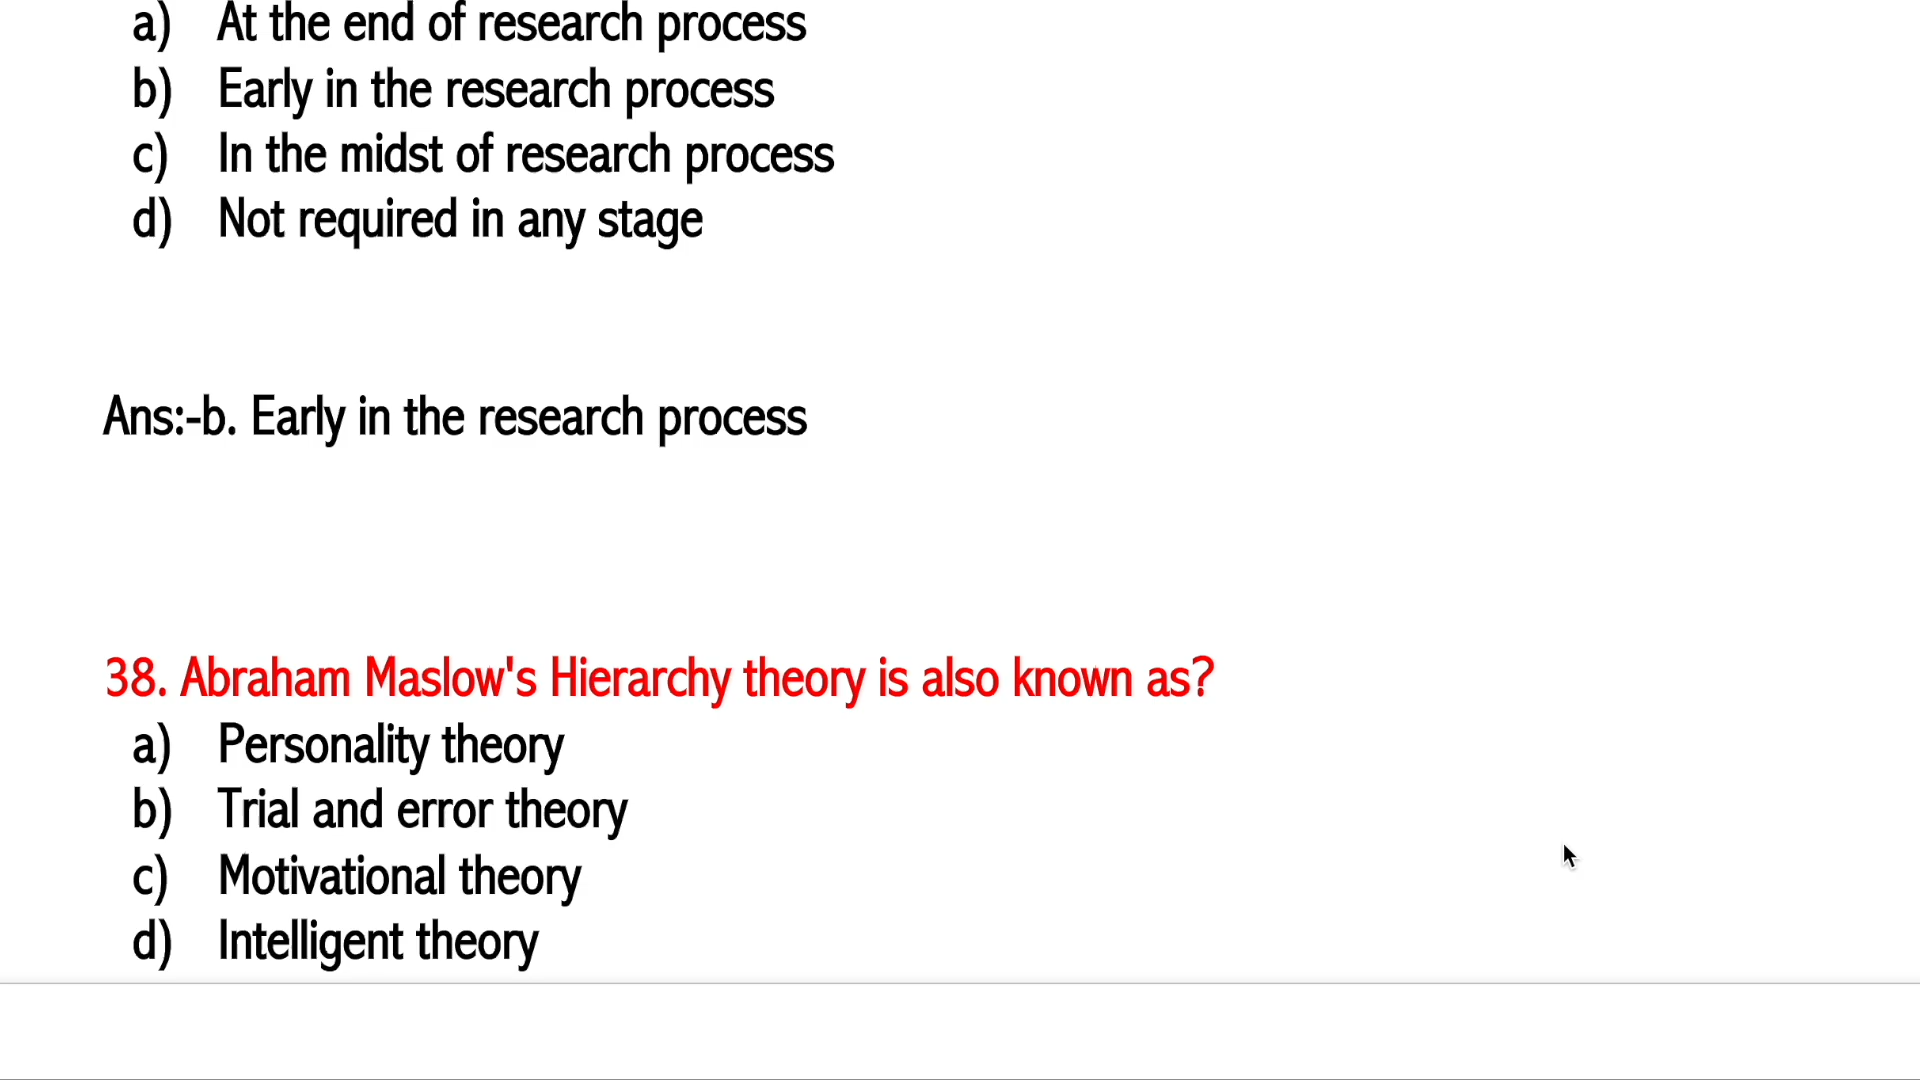 a) At the end of research process
b) Early in the research process
c) In the midst of research process
d) Not required in any stage
Ans:-b. Early in the research process
38. Abraham Maslow's Hierarchy theory is also known as?
a) Personality theory
b) Trial and error theory
c) Motivational theory
d) Intelligent theory